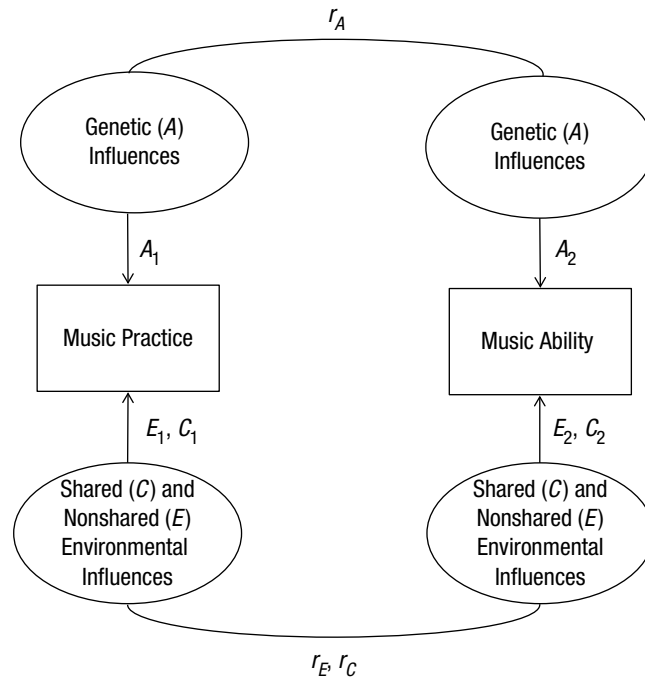 r_A
Genetic (A)
Influences
Genetic (A)
Influences
A_1
A_2
Music Practice
Music Ability
E_1, C_1
E_2, C_2
Shared (C) and
Nonshared (E)
Environmental
Influences
Shared (C) and
Nonshared (E)
Environmental
Influences
r_E, r_C